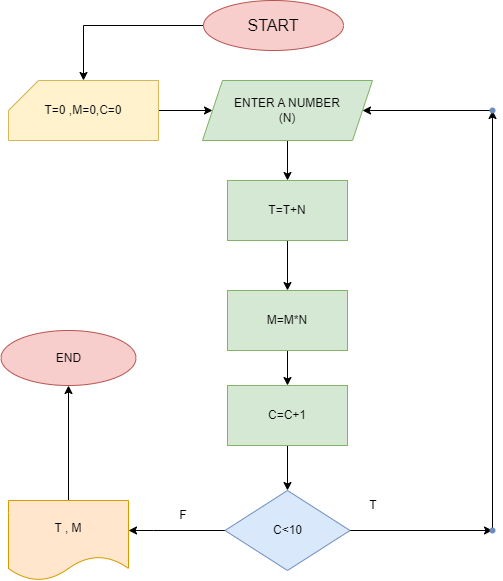 START
T=0 ,M=0,C=0
ENTER A NUMBER
(N)
T=T+N
M=M*N
END
C=C+1
T
F
T , M
C<10